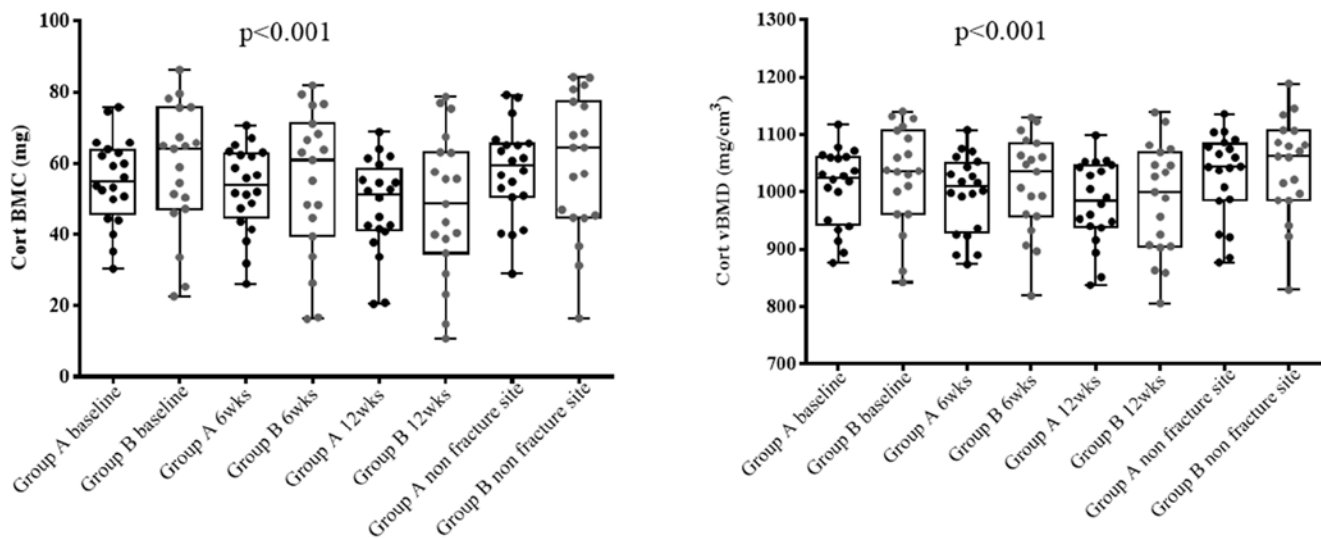 p<0.001
Cort BMC (mg)
100
80
60
40
20
0
Group A baseline
Group B baseline
Group A 6wks
Group B 6wks
Group A 12wks
Group B 12wks
Group A non fracture site
Group B non fracture site
p<0.001
Cort vBMD (mg/cm³)
1300
1200
1100
1000
900
800
700
Group A baseline
Group B baseline
Group A 6wks
Group B 6wks
Group A 12wks
Group B 12wks
Group A non fracture site
Group B non fracture site